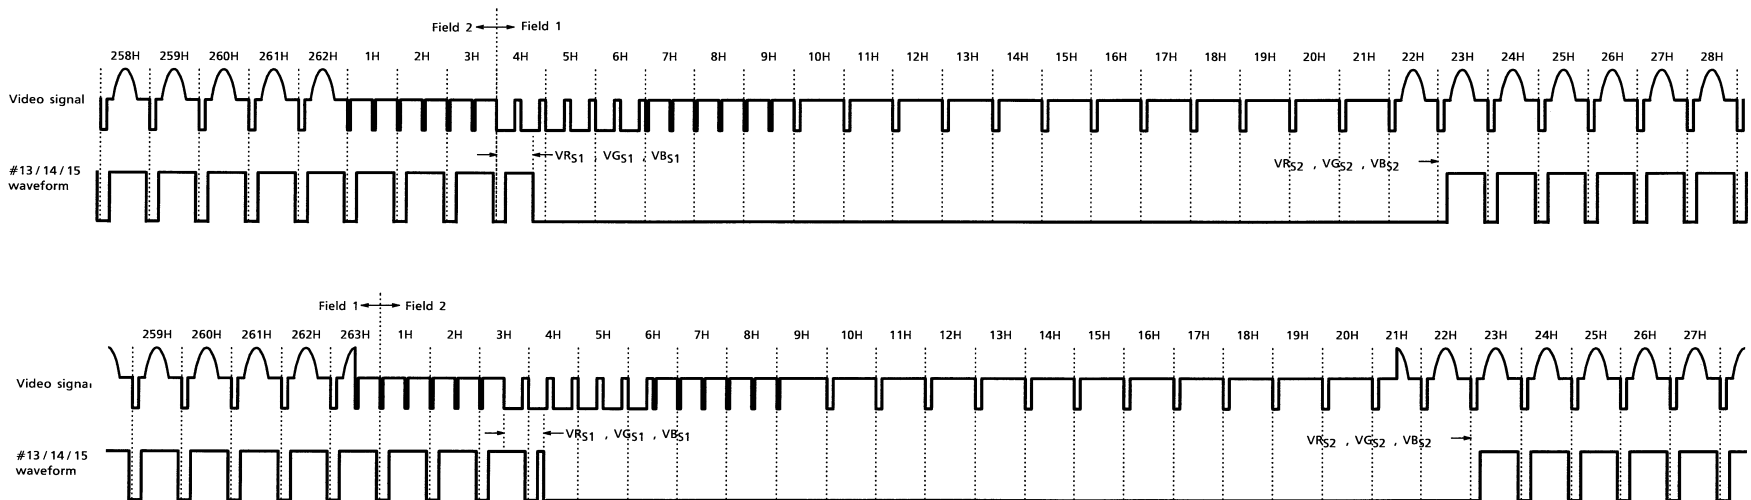 Field 2 Field 1
258H 259H 260H 261H 262H 1H 2H 3H 4H 5H 6H 7H 8H 9H 10H 11H 12H 13H 14H 15H 16H 17H 18H 19H 20H 21H 22H 23H 24H 25H 26H 27H 28H
Video signal
VRS1 , VGS1 , VBS1 VRS2 , VGS2 , VBS2
#13 / 14 / 15
waveform
Field 1 Field 2
259H 260H 261H 262H 263H 1H 2H 3H 4H 5H 6H 7H 8H 9H 10H 11H 12H 13H 14H 15H 16H 17H 18H 19H 20H 21H 22H 23H 24H 25H 26H 27H
Video signal
VRS1 , VGS1 , VBS1 VRS2 , VGS2 , VBS2
#13 / 14 / 15
waveform